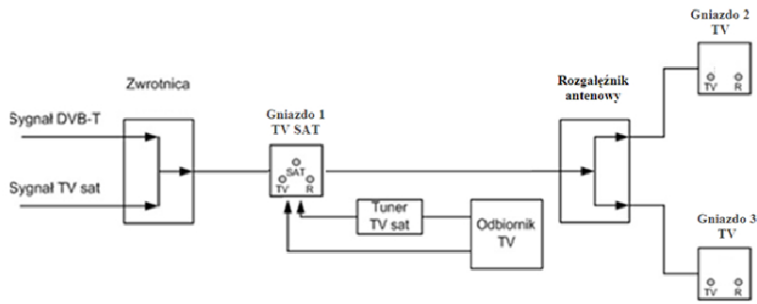 Gniazdo 2
TV
TV R
Zwrotnica
Rozgałęźnik
antenowy
Sygnał DVB-T
Gniazdo 1
TV SAT
SAT
TV R
Sygnał TV sat
Tuner
TV sat
Odbiornik
TV
Gniazdo 3
TV
TV R